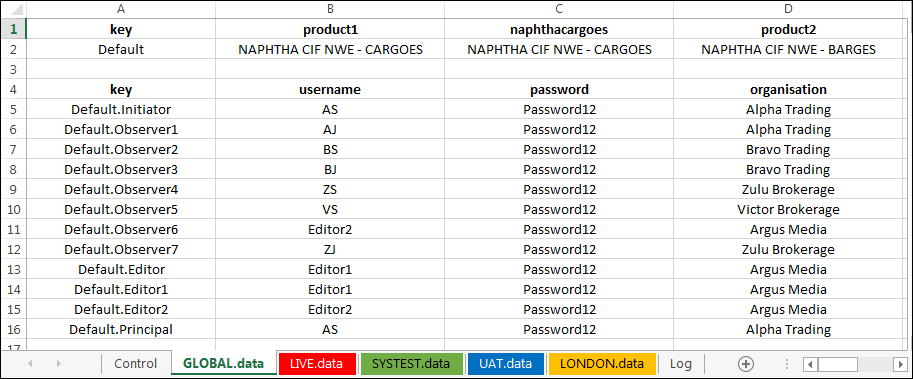 A B C D
1 key product1 naphthacargoes product2
2 Default NAPHTHA CIF NWE - CARGOES NAPHTHA CIF NWE - CARGOES NAPHTHA CIF NWE - BARGES
3
4 key username password organisation
5 Default.Initiator AS Password12 Alpha Trading
6 Default.Observer1 AJ Password12 Alpha Trading
7 Default.Observer2 BS Password12 Bravo Trading
8 Default.Observer3 BJ Password12 Bravo Trading
9 Default.Observer4 ZS Password12 Zulu Brokerage
10 Default.Observer5 VS Password12 Victor Brokerage
11 Default.Observer6 Editor2 Password12 Argus Media
12 Default.Observer7 ZJ Password12 Zulu Brokerage
13 Default.Editor Editor1 Password12 Argus Media
14 Default.Editor1 Editor1 Password12 Argus Media
15 Default.Editor2 Editor2 Password12 Argus Media
16 Default.Principal AS Password12 Alpha Trading
17
Control GLOBAL.data LIVE.data SYSTEST.data UAT.data LONDON.data Log